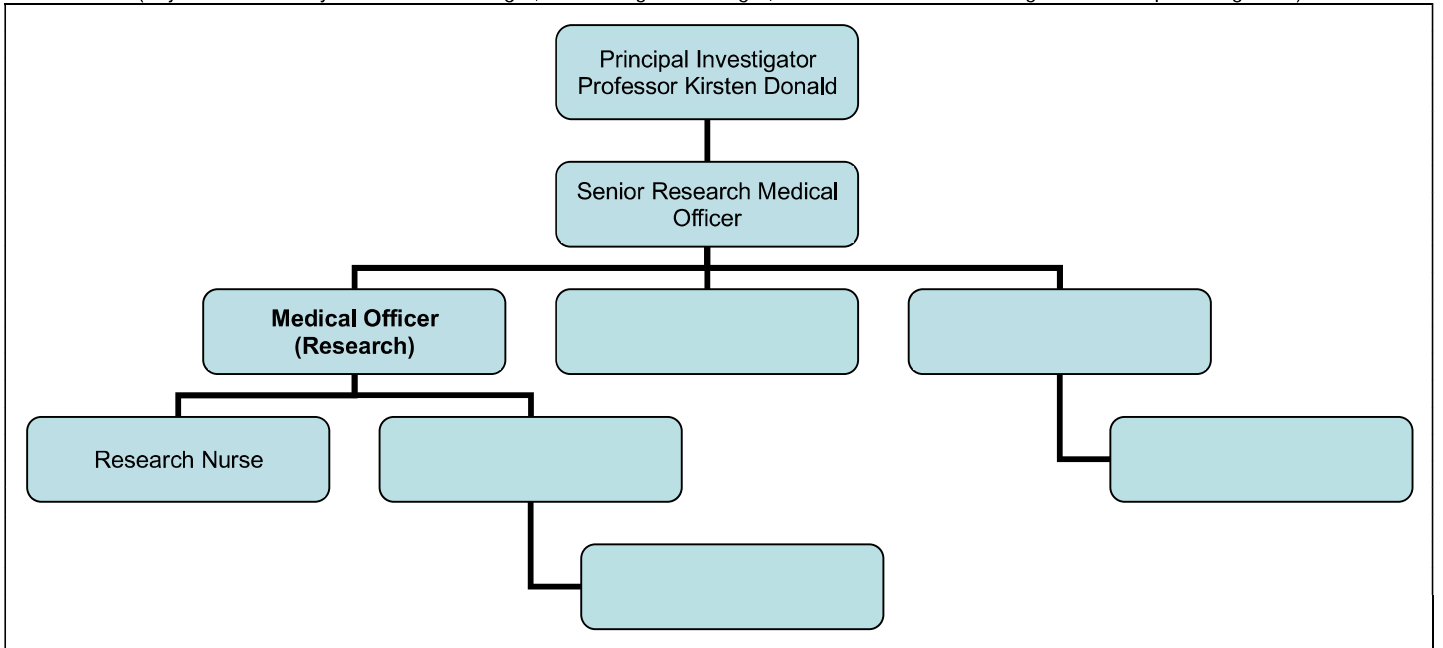 Principal Investigator
Professor Kirsten Donald
Senior Research Medical
Officer
Medical Officer
(Research)
Research Nurse